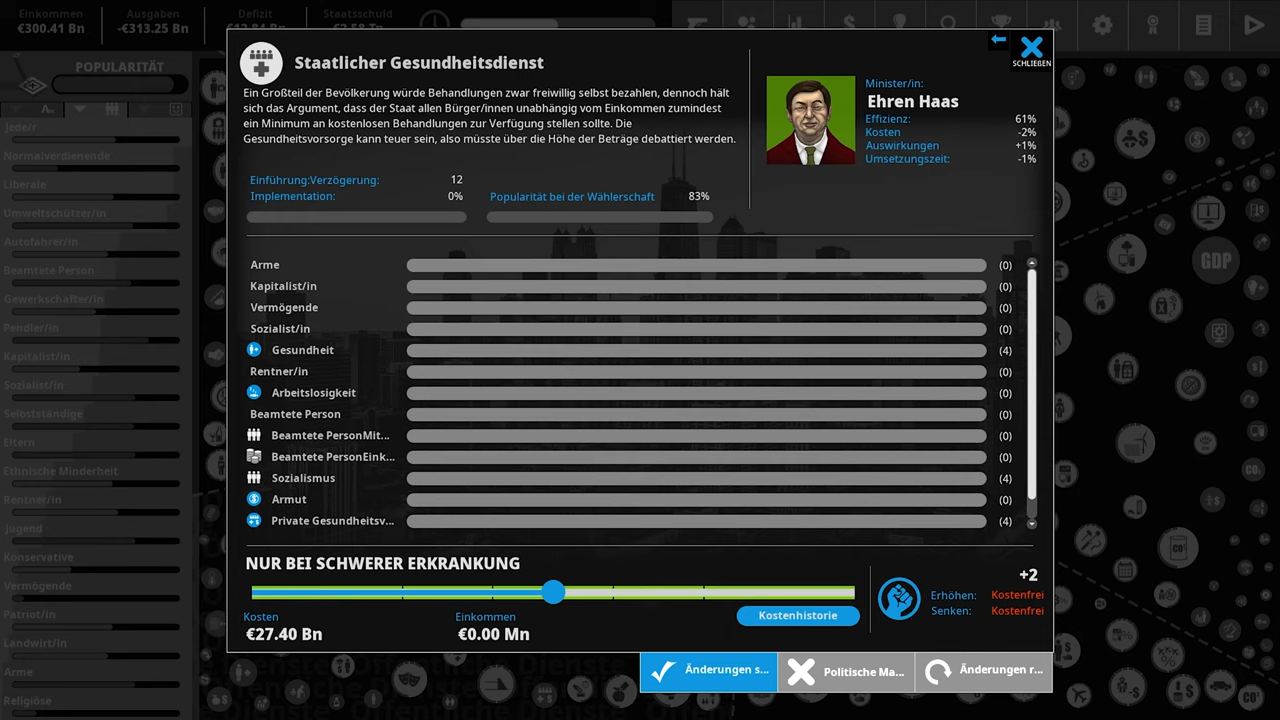 Einkommen
€300.41 Bn
Ausgaben
-€313.25 Bn
Defizit
€12.84 Bn
Staatsschuld
POPULARITÄT
Jede/r
Normalverdienende
Liberale
Umweltschützer/in
Autofahrer/in
Beamtete Person
Gewerkschafter/in
Pendler/in
Kapitalist/in
Sozialist/in
Selbstständige
Eltern
Ethnische Minderheit
Rentner/in
Jugend
Konservative
Vermögende
Patriot/in
Landwirt/in
Arme
Religiöse
Staatlicher Gesundheitsdienst
Ein Großteil der Bevölkerung würde Behandlungen zwar freiwillig selbst bezahlen, dennoch hält
sich das Argument, dass der Staat allen Bürger/innen unabhängig vom Einkommen zumindest
ein Minimum an kostenlosen Behandlungen zur Verfügung stellen sollte. Die
Gesundheitsvorsorge kann teuer sein, also müsste über die Höhe der Beträge debattiert werden.
SCHLIEßEN
Minister/in:
Ehren Haas
Effizienz: 61%
Kosten -2%
Auswirkungen +1%
Umsetzungszeit: -1%
Einführung:Verzögerung: 12
Implementation: 0%
Popularität bei der Wählerschaft 83%
Arme (0)
Kapitalist/in (0)
Vermögende (0)
Sozialist/in (0)
Gesundheit (4)
Rentner/in (0)
Arbeitslosigkeit (0)
Beamtete Person (0)
Beamtete PersonMit... (0)
Beamtete PersonEink... (0)
Sozialismus (4)
Armut (0)
Private Gesundheitsv... (4)
NUR BEI SCHWERER ERKRANKUNG
Kosten
€27.40 Bn
Einkommen
€0.00 Mn
Kostenhistorie
+2
Erhöhen: Kostenfrei
Senken: Kostenfrei
Änderungen s...
Politische Ma...
Änderungen r...
GDP